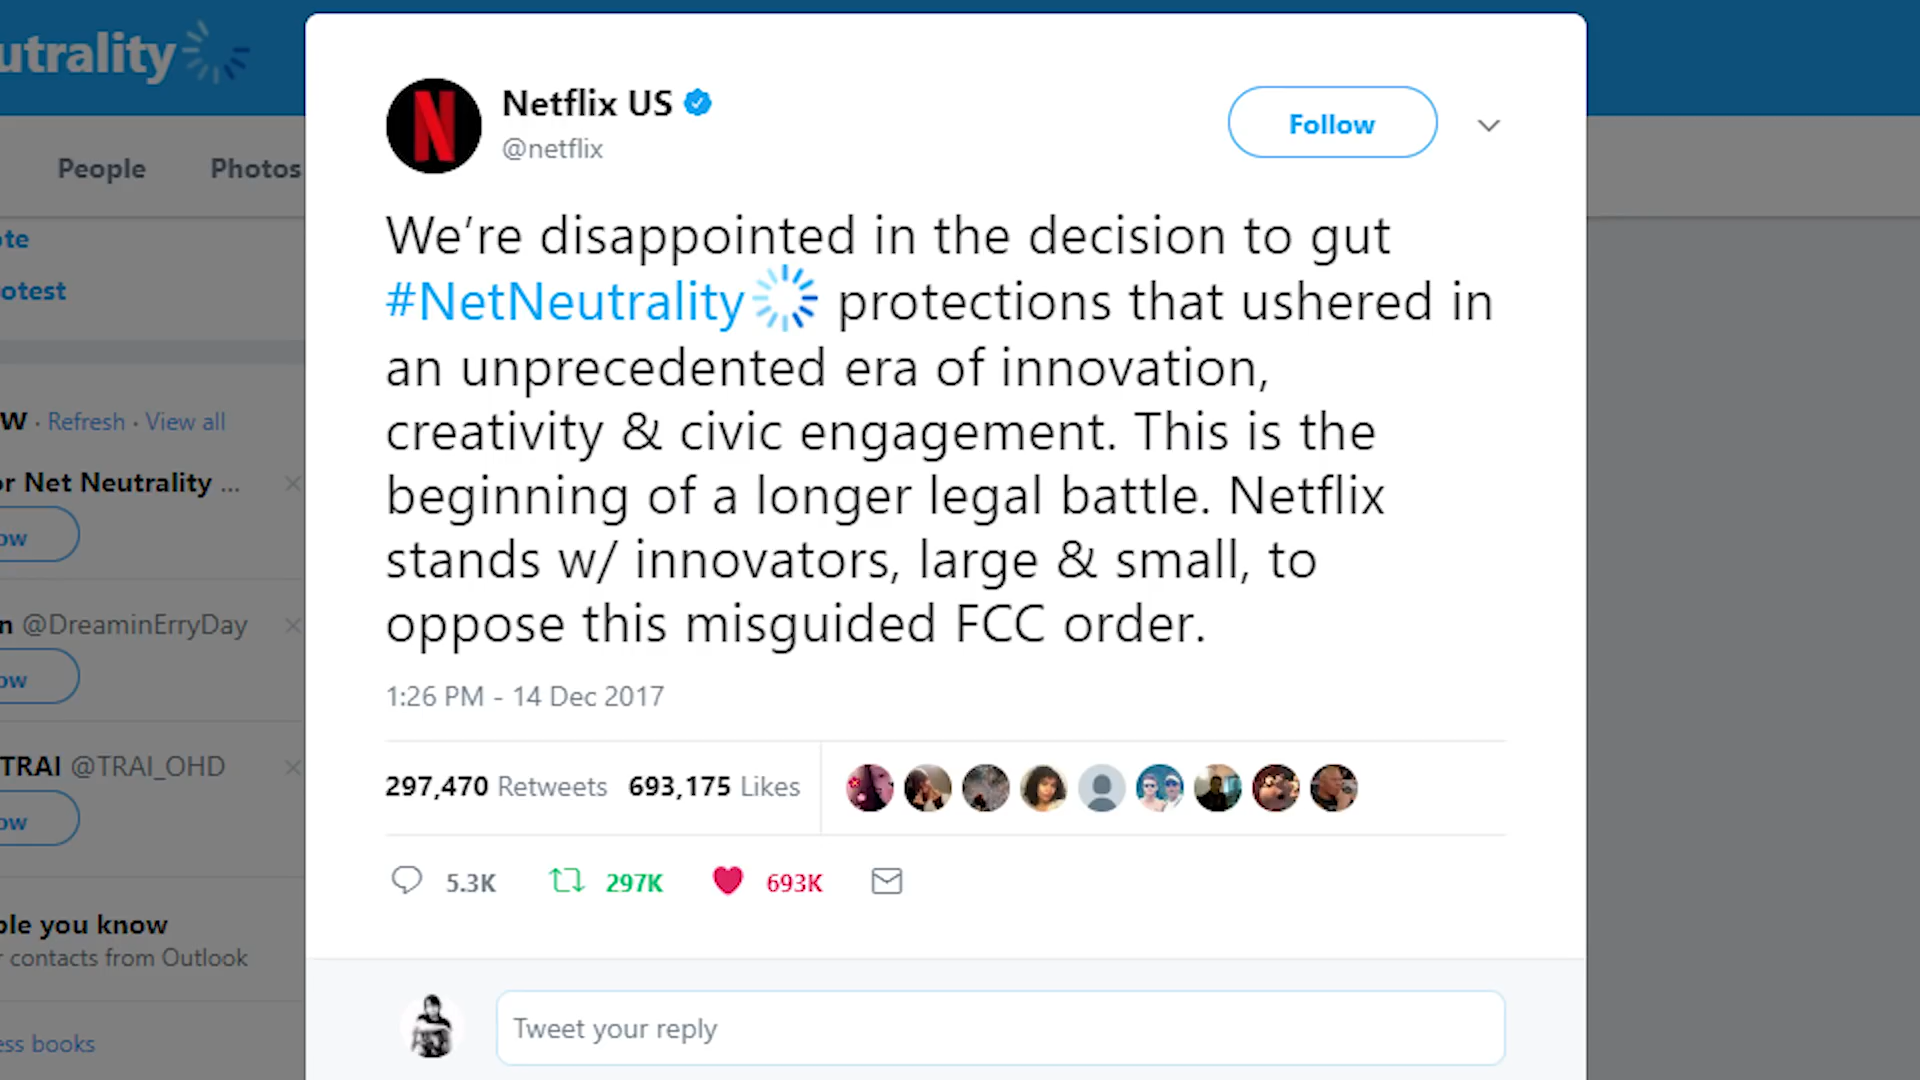 utrality
People Photos
te
otest
W · Refresh · View all
or Net Neutrality ...
ow
n @DreaminErryDay
ow
TRAI @TRAI_OHD
ow
ple you know
contacts from Outlook
ess books
Netflix US
@netflix
Follow
We’re disappointed in the decision to gut
#NetNeutrality protections that ushered in
an unprecedented era of innovation,
creativity & civic engagement. This is the
beginning of a longer legal battle. Netflix
stands w/ innovators, large & small, to
oppose this misguided FCC order.
1:26 PM - 14 Dec 2017
297,470 Retweets 693,175 Likes
5.3K 297K 693K
Tweet your reply